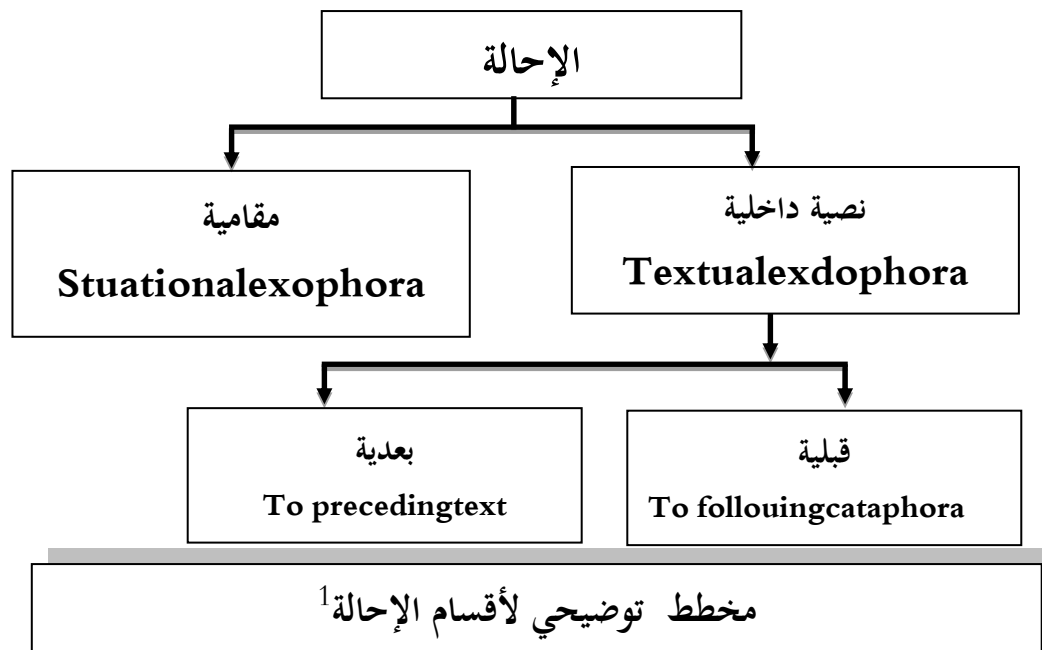 الإحالة
نصية داخلية
Textualexdophora
مقامية
Stuationalexophora
قبلية
To follouingcataphora
بعدية
To precedingtext
مخطط توضيحي لأقسام الإحالة1